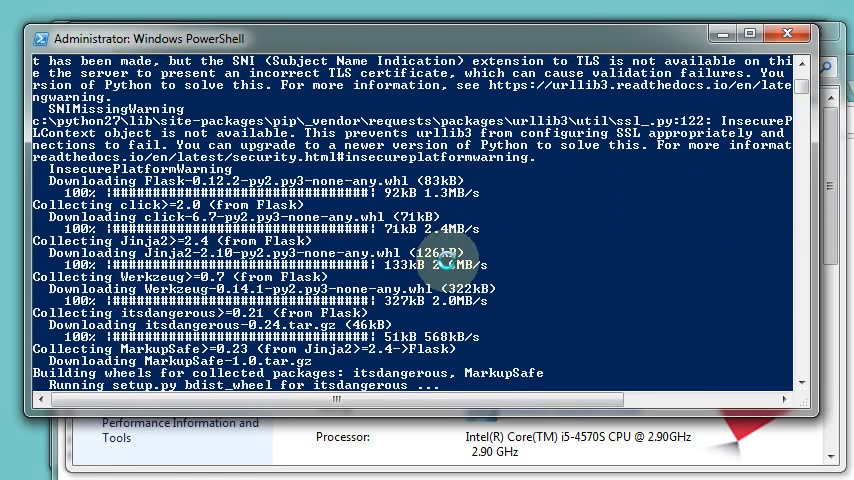 Administrator: Windows PowerShell
t has been made, but the SNI (Subject Name Indication) extension to TLS is not available on thi
e the server to present an incorrect TLS certificate, which can cause validation failures. You
rsion of Python to solve this. For more information, see https://urllib3.readthedocs.io/en/late
ngwarning.
SNIMissingWarning
c:\python27\lib\site-packages\pip\_vendor\requests\packages\urllib3\util\ssl_.py:122: InsecureP
LContext object is not available. This prevents urllib3 from configuring SSL appropriately and
nections to fail. You can upgrade to a newer version of Python to solve this. For more informat
readthedocs.io/en/latest/security.html#insecureplatformwarning.
InsecurePlatformWarning
Downloading Flask-0.12.2-py2.py3-none-any.whl (83kB)
100% |################################| 92kB 1.3MB/s
Collecting click>=2.0 (from Flask)
Downloading click-6.7-py2.py3-none-any.whl (71kB)
100% |################################| 71kB 2.4MB/s
Collecting Jinja2>=2.4 (from Flask)
Downloading Jinja2-2.10-py2.py3-none-any.whl (126kB)
100% |################################| 133kB
Collecting Werkzeug>=0.7 (from Flask)
Downloading Werkzeug-0.14.1-py2.py3-none-any.whl (322kB)
100% |################################| 327kB 2.0MB/s
Collecting itsdangerous>=0.21 (from Flask)
Downloading itsdangerous-0.24.tar.gz (46kB)
100% |################################| 51kB 568kB/s
Collecting MarkupSafe>=0.23 (from Jinja2>=2.4->Flask)
Downloading MarkupSafe-1.0.tar.gz
Building wheels for collected packages: itsdangerous, MarkupSafe
Running setup.py bdist_wheel for itsdangerous ...
Performance Information and
Tools
Processor:
Intel(R) Core(TM) i5-4570S CPU @ 2.90GHz
2.90 GHz